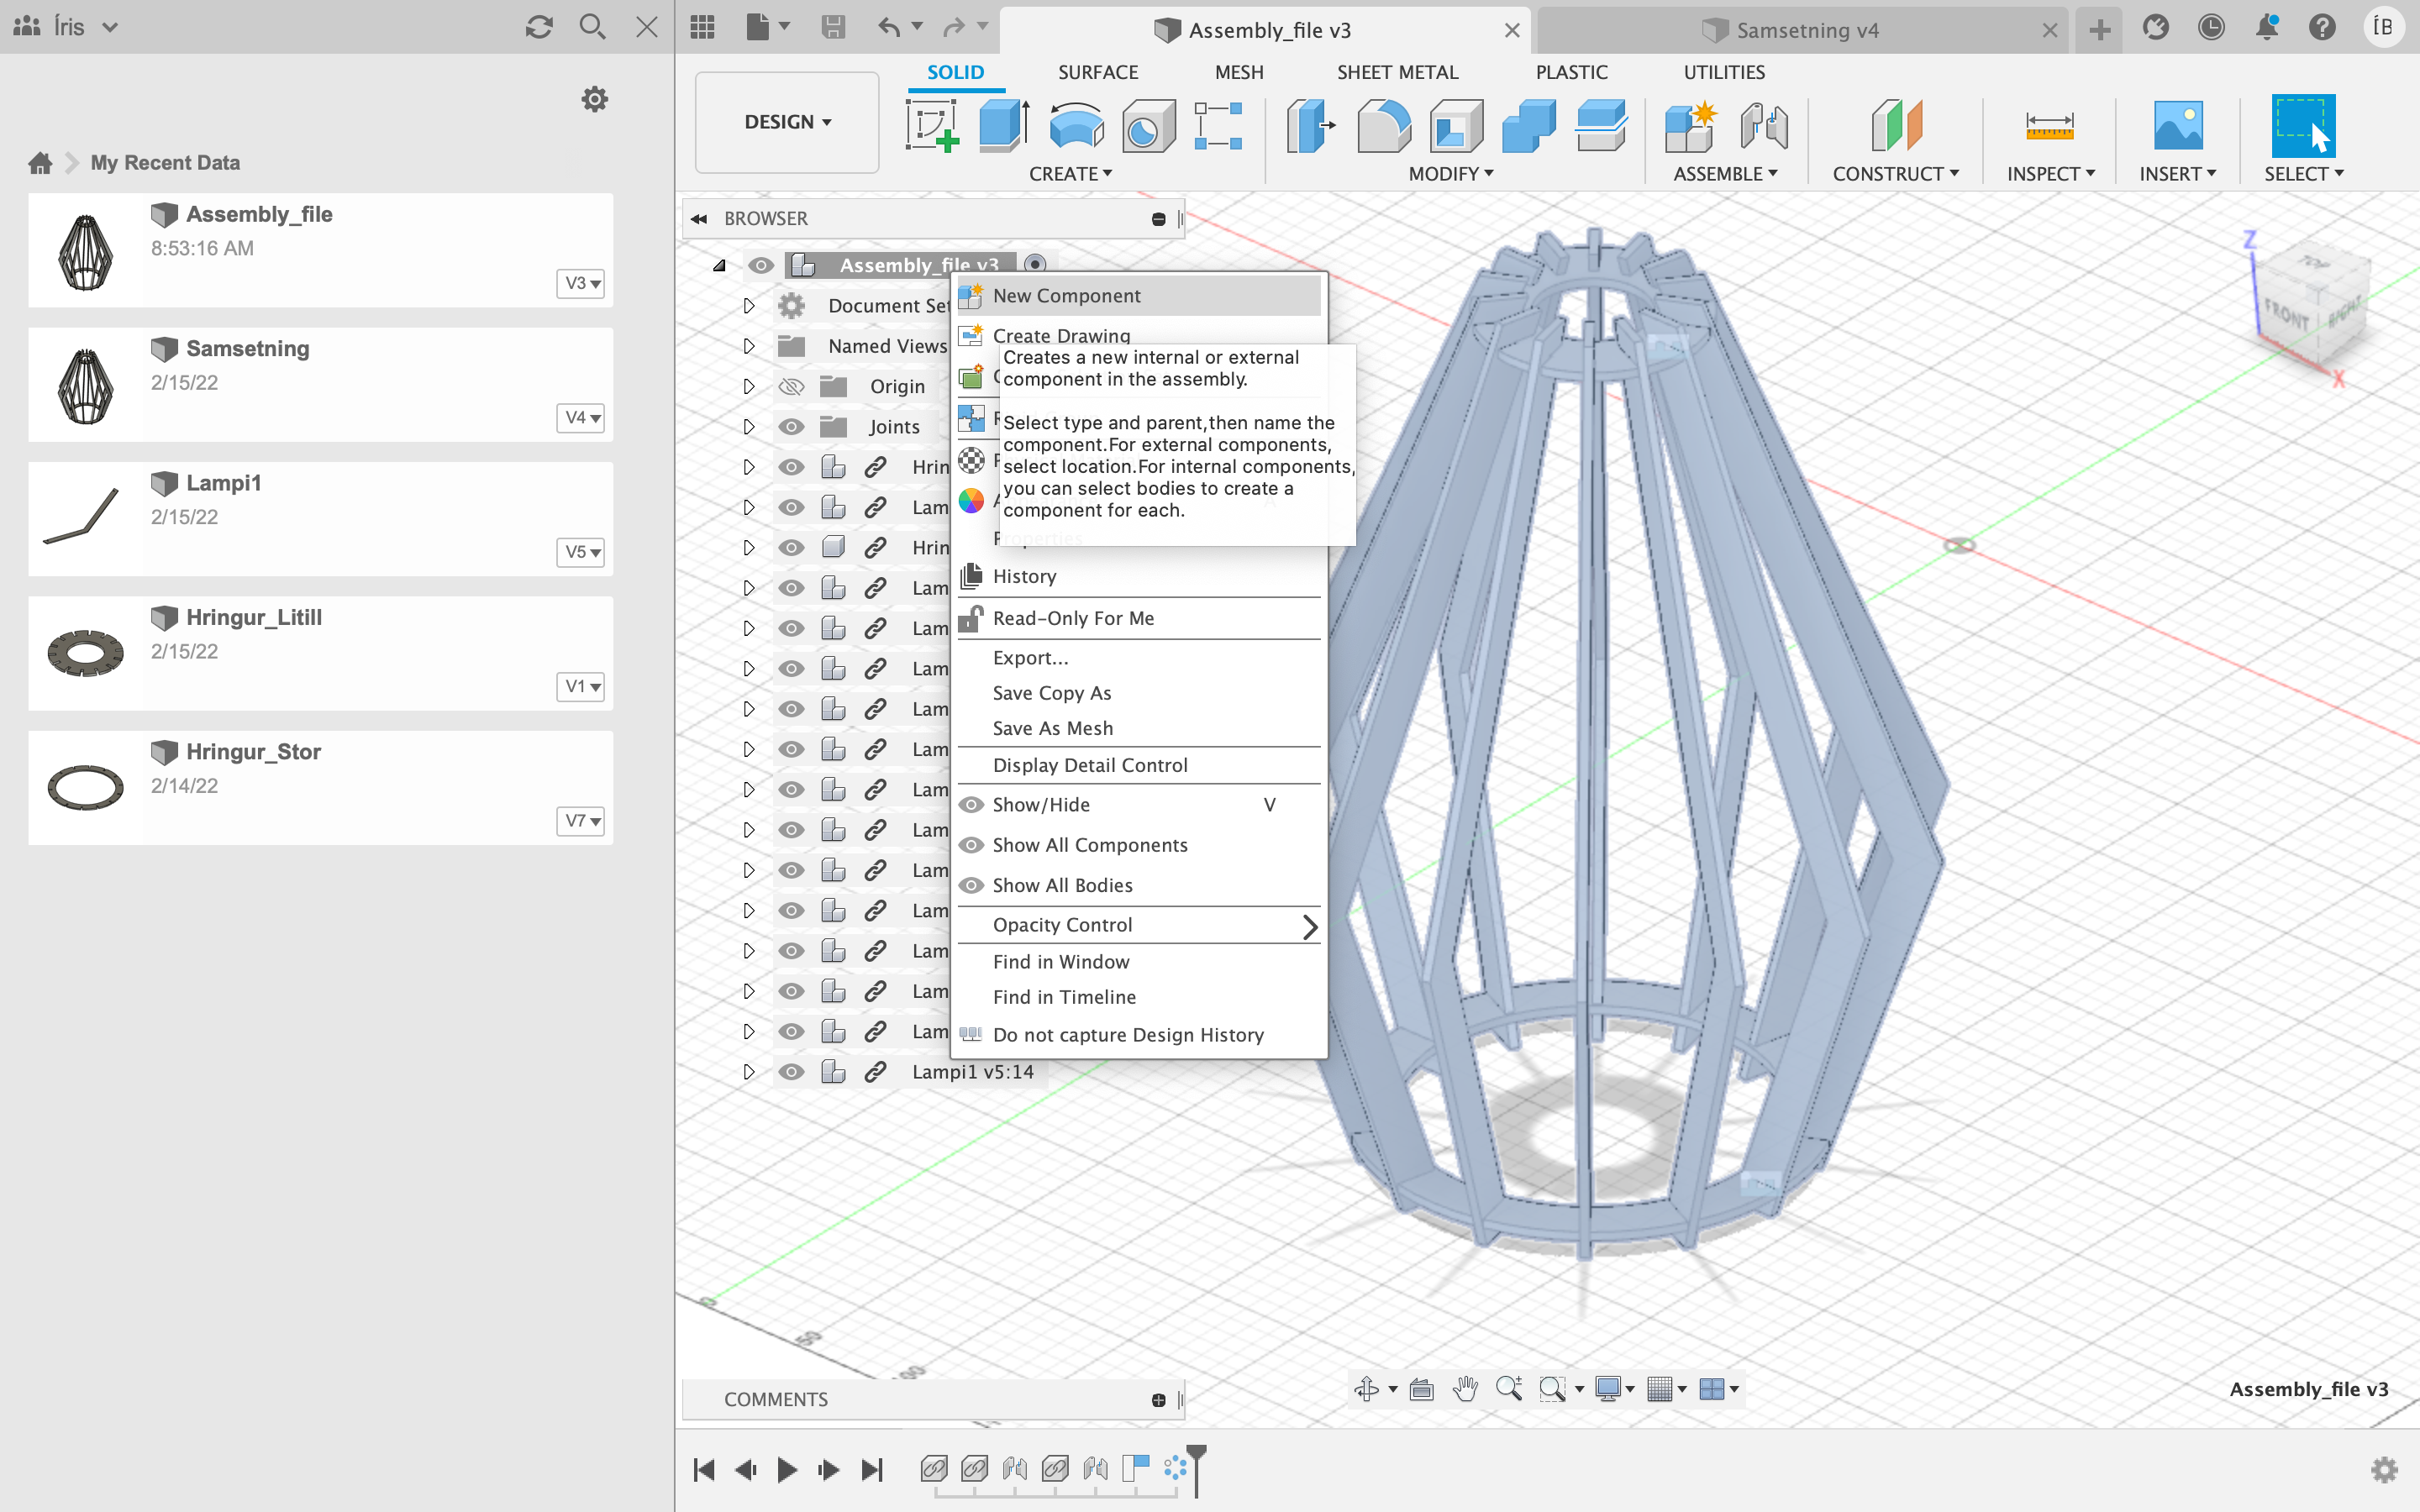 Íris
Assembly_file v3
Samsetning v4
ÍB
My Recent Data
Assembly_file
8:53:16 AM
V3
Samsetning
2/15/22
V4
Lampi1
2/15/22
V5
Hringur_Litill
2/15/22
V1
Hringur_Stor
2/14/22
V7
DESIGN
SOLID
SURFACE
MESH
SHEET METAL
PLASTIC
UTILITIES
CREATE
MODIFY
ASSEMBLE
CONSTRUCT
INSPECT
INSERT
SELECT
BROWSER
Assembly_file v3
Document Set
Named Views
Origin
Joints
Hrin
Lam
Hrin
Lam
Lam
Lam
Lam
Lam
Lam
Lam
Lam
Lam
Lam
Lam
Lam
Lampi1 v5:14
New Component
Create Drawing
Creates a new internal or external
component in the assembly.
Select type and parent,then name the
component.For external components,
select location.For internal components,
you can select bodies to create a
component for each.
Properties
History
Read-Only For Me
Export...
Save Copy As
Save As Mesh
Display Detail Control
Show/Hide V
Show All Components
Show All Bodies
Opacity Control
Find in Window
Find in Timeline
Do not capture Design History
Z
TOP
FRONT
RIGHT
X
0
50
100
COMMENTS
Assembly_file v3